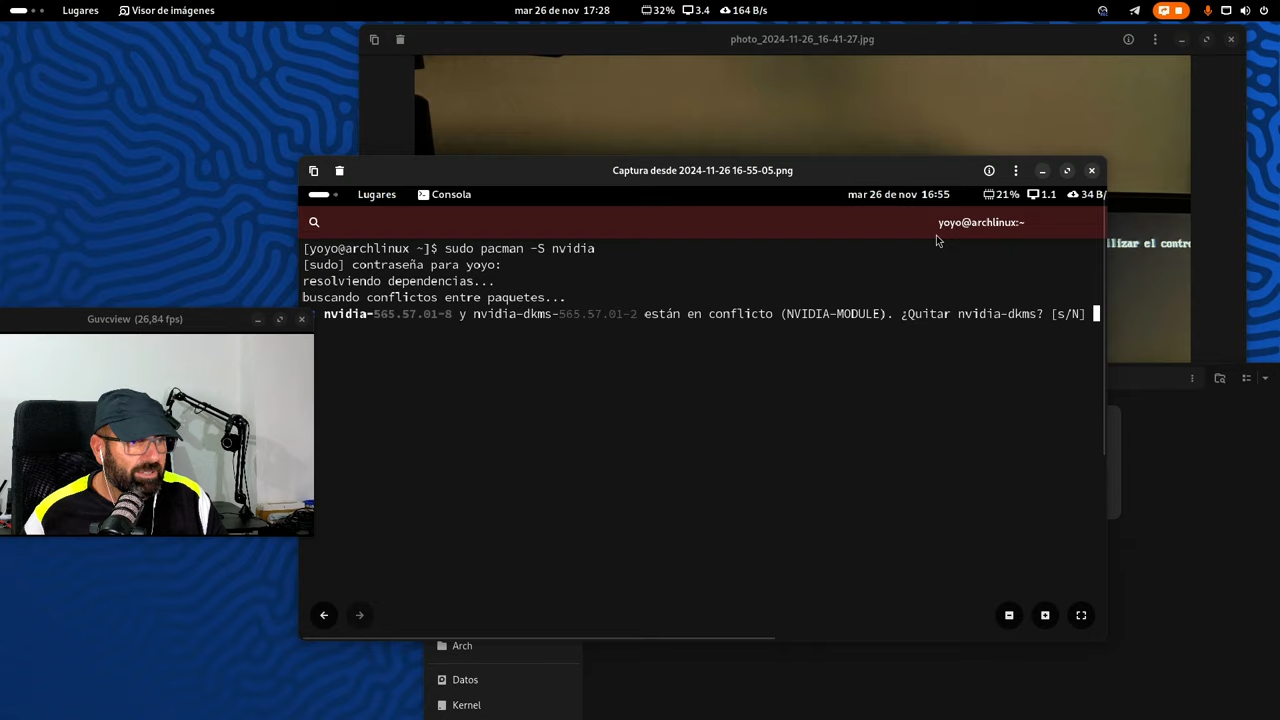 Lugares
Visor de imágenes
mar 26 de nov 17:28
32%
3.4
164 B/s
photo_2024-11-26_16-41-27.jpg
Captura desde 2024-11-26 16-55-05.png
Lugares
Consola
mar 26 de nov 16:55
21%
1.1
34 B/
yoyo@archlinux:~
[yoyo@archlinux ~]$ sudo pacman -S nvidia
[sudo] contraseña para yoyo:
resolviendo dependencias...
buscando conflictos entre paquetes...
nvidia-565.57.01-8 y nvidia-dkms-565.57.01-2 están en conflicto (NVIDIA-MODULE). ¿Quitar nvidia-dkms? [s/N]
ilizar el contro
Guvcview (26,84 fps)
Arch
Datos
Kernel